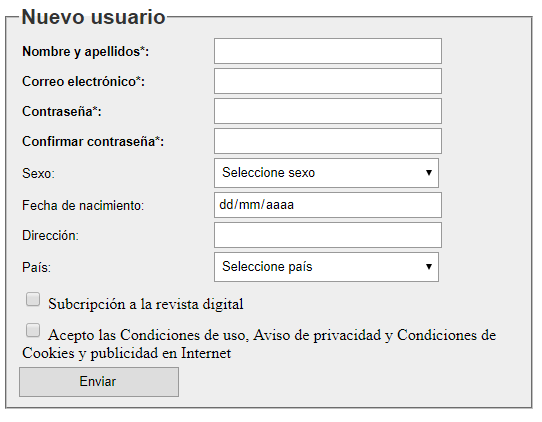 Nuevo usuario
Nombre y apellidos*:
Correo electrónico*:
Contraseña*:
Confirmar contraseña*:
Sexo: Seleccione sexo
Fecha de nacimiento: dd/mm/aaaa
Dirección:
País: Seleccione país
Subcripción a la revista digital
Acepto las Condiciones de uso, Aviso de privacidad y Condiciones de
Cookies y publicidad en Internet
Enviar